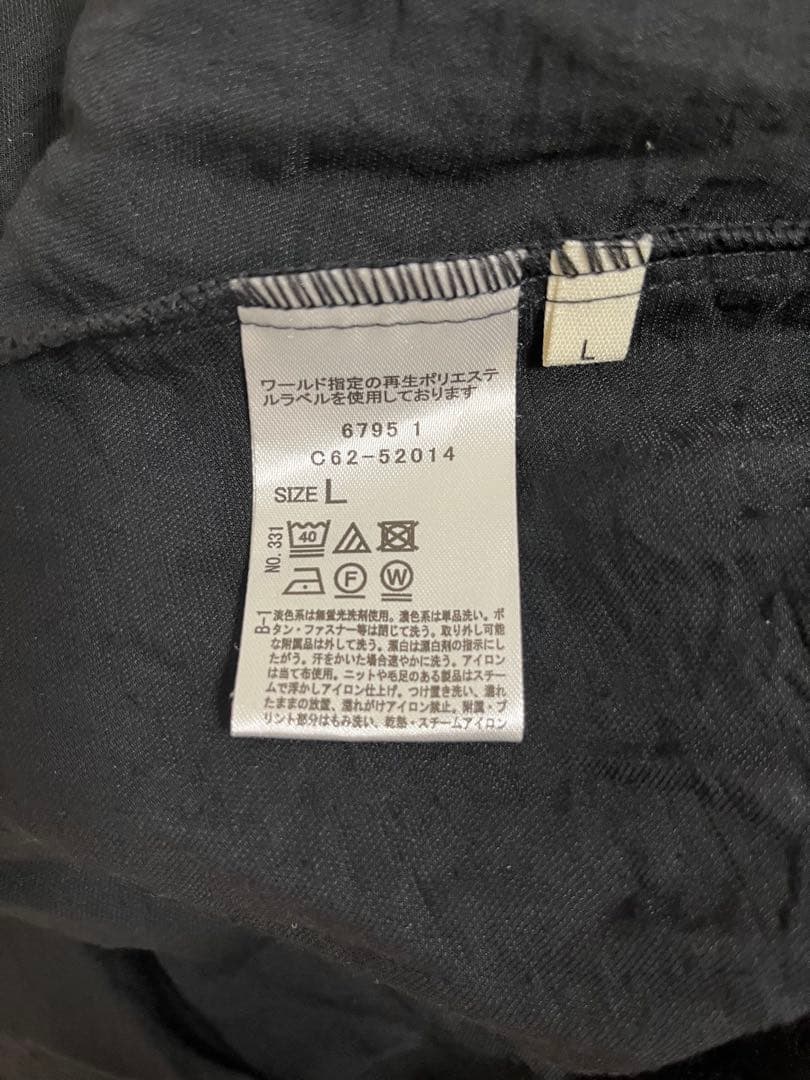 ワールド指定の再生ポリエステ
ルラベルを使用しております
6795 1
C62-52014
SIZE L
NO.331
40
F
W
B-1
淡色系は無蛍光洗剤使用。濃色系は単品洗い。ボ
タン・ファスナー等は閉じて洗う。取り外し可能
な附属品は外して洗う。漂白は漂白剤の指示にし
たがう。汗をかいた場合速やかに洗う。アイロン
は当て布使用。ニットや毛足のある製品はスチー
ムで浮かしアイロン仕上げ。つけ置き洗い、濡れ
たままの放置、濡れがけアイロン禁止。附属・プ
リント部分はもみ洗い、乾熱・スチームアイロン
L